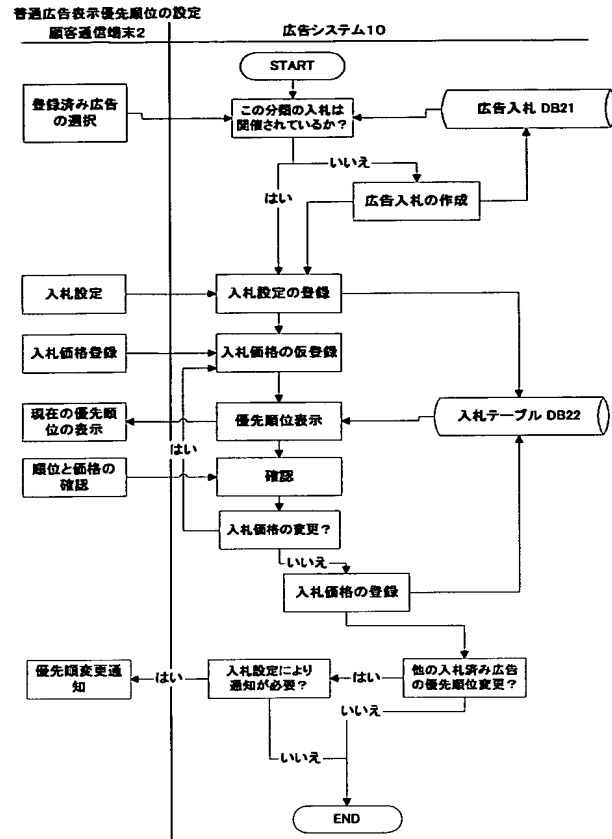 普通広告表示優先順位の設定
顧客通信端末2
広告システム10
START
登録済み広告
の選択
この分類の入札は
開催されているか?
広告入札 DB21
いいえ
はい
広告入札の作成
入札設定
入札設定の登録
入札価格登録
入札価格の仮登録
現在の優先順
位の表示
優先順位表示
入札テーブル DB22
はい
順位と価格の
確認
確認
入札価格の変更?
いいえ
入札価格の登録
優先順変更通
知
はい
入札設定により
通知が必要?
はい
他の入札済み広告
の優先順位変更?
いいえ
いいえ
END